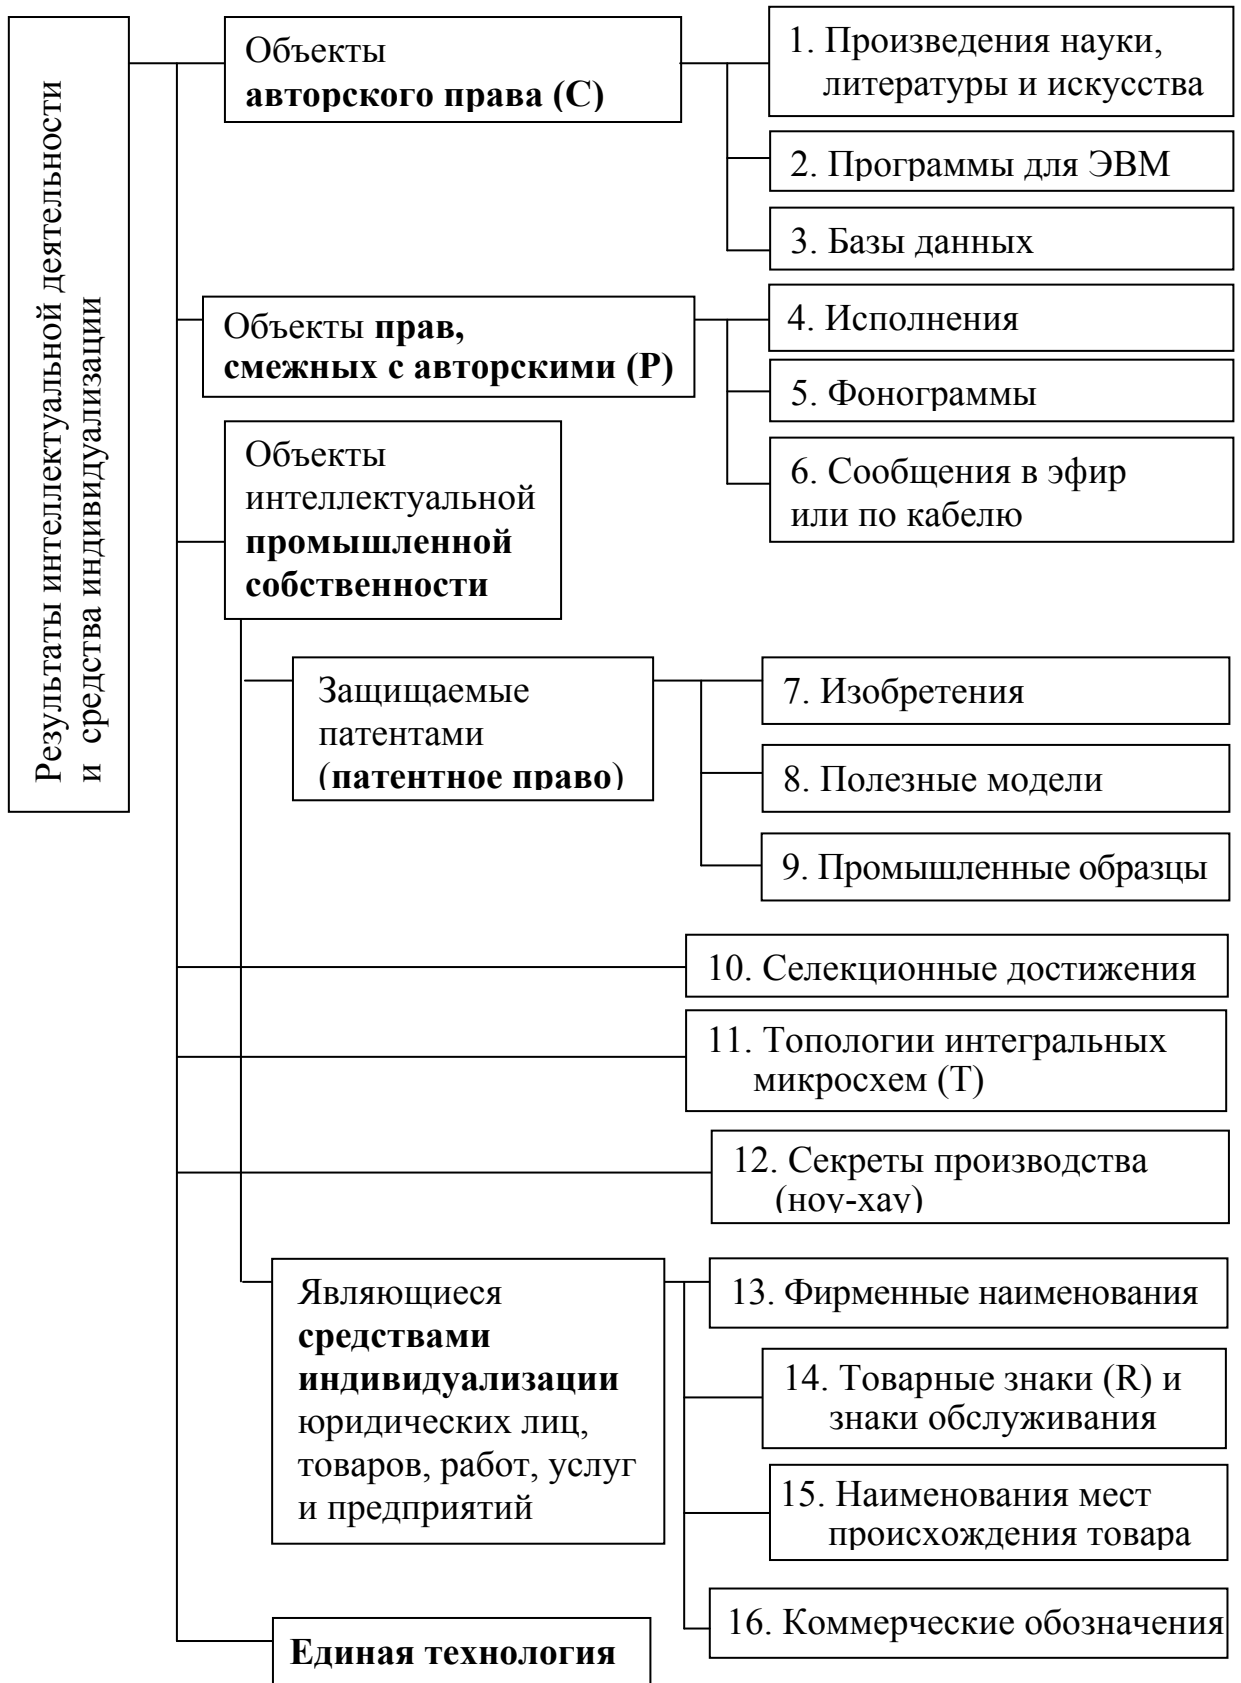 Результаты интеллектуальной деятельности
и средства индивидуализации
Объекты
авторского права (С)
1. Произведения науки,
литературы и искусства
2. Программы для ЭВМ
3. Базы данных
Объекты прав,
смежных с авторскими (Р)
4. Исполнения
5. Фонограммы
6. Сообщения в эфир
или по кабелю
Объекты
интеллектуальной
промышленной
собственности
Защищаемые
патентами
(патентное право)
7. Изобретения
8. Полезные модели
9. Промышленные образцы
10. Селекционные достижения
11. Топологии интегральных
микросхем (Т)
12. Секреты производства
(ноу-хау)
Являющиеся
средствами
индивидуализации
юридических лиц,
товаров, работ, услуг
и предприятий
13. Фирменные наименования
14. Товарные знаки (R) и
знаки обслуживания
15. Наименования мест
происхождения товара
16. Коммерческие обозначения
Единая технология